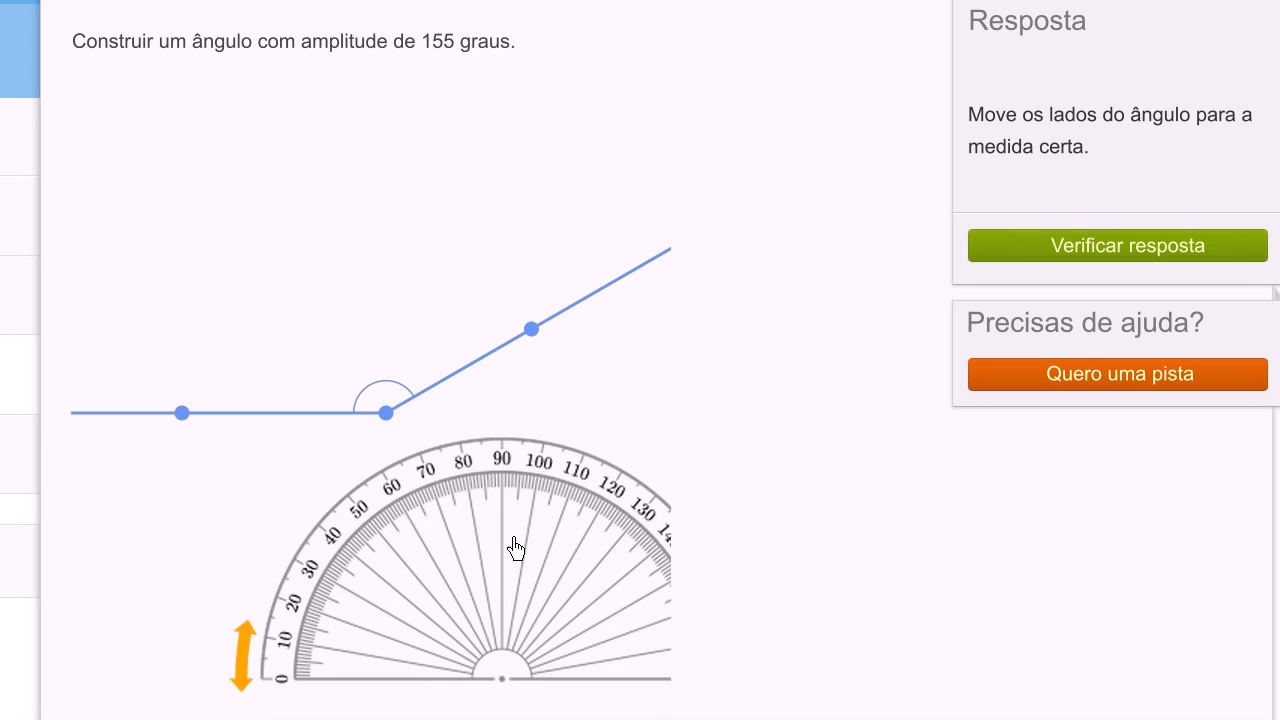 Construir um ângulo com amplitude de 155 graus.
Resposta
Move os lados do ângulo para a
medida certa.
Verificar resposta
Precisas de ajuda?
Quero uma pista
0
10
20
30
40
50
60
70
80
90
100
110
120
130